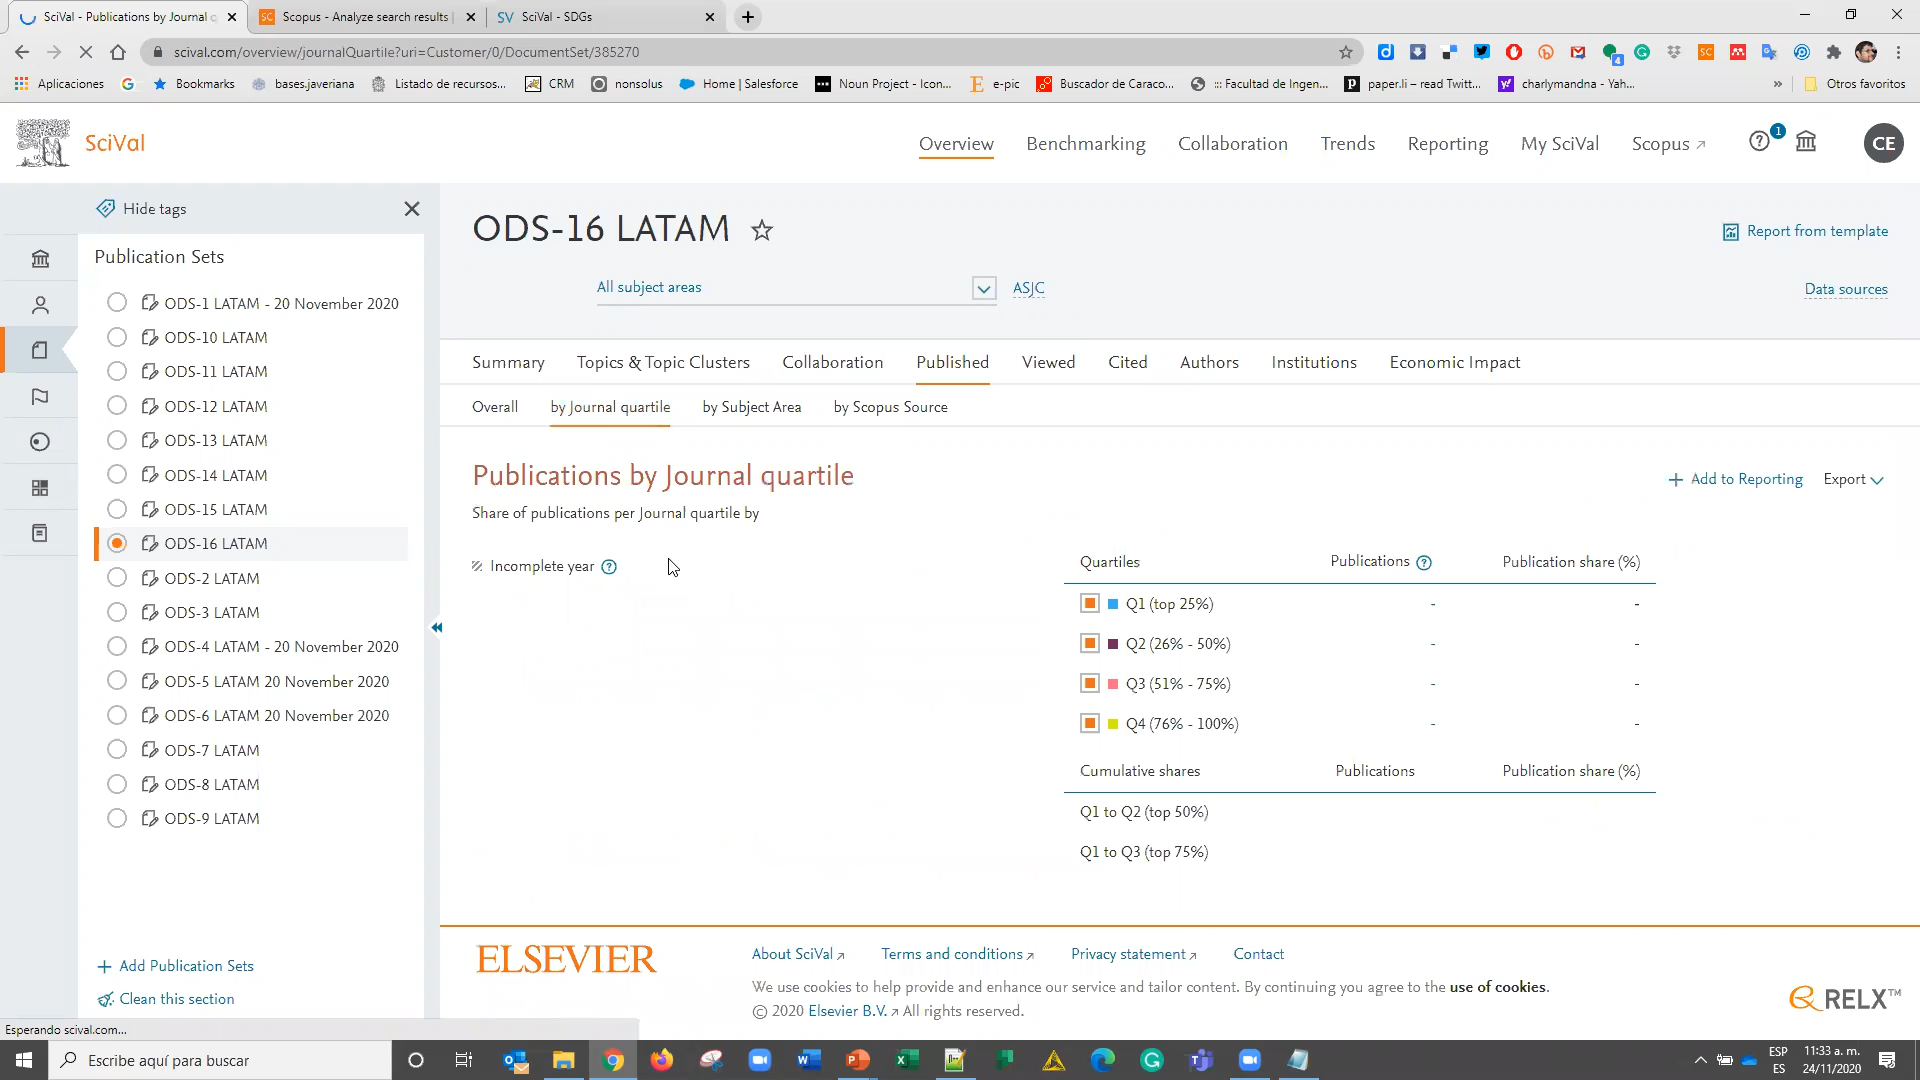 SciVal - Publications by Journal q
Scopus - Analyze search results |
SciVal - SDGs
scival.com/overview/journalQuartile?uri=Customer/0/DocumentSet/385270
Aplicaciones
Bookmarks
bases.javeriana
Listado de recursos...
CRM
nonsolus
Home | Salesforce
Noun Project - Icon...
e-pic
Buscador de Caraco...
::: Facultad de Ingen...
paper.li – read Twitt...
charlymandna - Yah...
»
Otros favoritos
SciVal
Overview
Benchmarking
Collaboration
Trends
Reporting
My SciVal
Scopus
1
CE
Hide tags
Publication Sets
ODS-1 LATAM - 20 November 2020
ODS-10 LATAM
ODS-11 LATAM
ODS-12 LATAM
ODS-13 LATAM
ODS-14 LATAM
ODS-15 LATAM
ODS-16 LATAM
ODS-2 LATAM
ODS-3 LATAM
ODS-4 LATAM - 20 November 2020
ODS-5 LATAM 20 November 2020
ODS-6 LATAM 20 November 2020
ODS-7 LATAM
ODS-8 LATAM
ODS-9 LATAM
+ Add Publication Sets
Clean this section
ODS-16 LATAM
Report from template
All subject areas
ASJC
Data sources
Summary
Topics & Topic Clusters
Collaboration
Published
Viewed
Cited
Authors
Institutions
Economic Impact
Overall
by Journal quartile
by Subject Area
by Scopus Source
Publications by Journal quartile
+ Add to Reporting
Export
Share of publications per Journal quartile by
Incomplete year ?
Quartiles Publications ? Publication share (%)
Q1 (top 25%) - -
Q2 (26% - 50%) - -
Q3 (51% - 75%) - -
Q4 (76% - 100%) - -
Cumulative shares Publications Publication share (%)
Q1 to Q2 (top 50%)
Q1 to Q3 (top 75%)
ELSEVIER
About SciVal
Terms and conditions
Privacy statement
Contact
We use cookies to help provide and enhance our service and tailor content. By continuing you agree to the use of cookies.
© 2020 Elsevier B.V. All rights reserved.
RELX™
Esperando scival.com...
Escribe aquí para buscar
ESP
ES
11:33 a. m.
24/11/2020